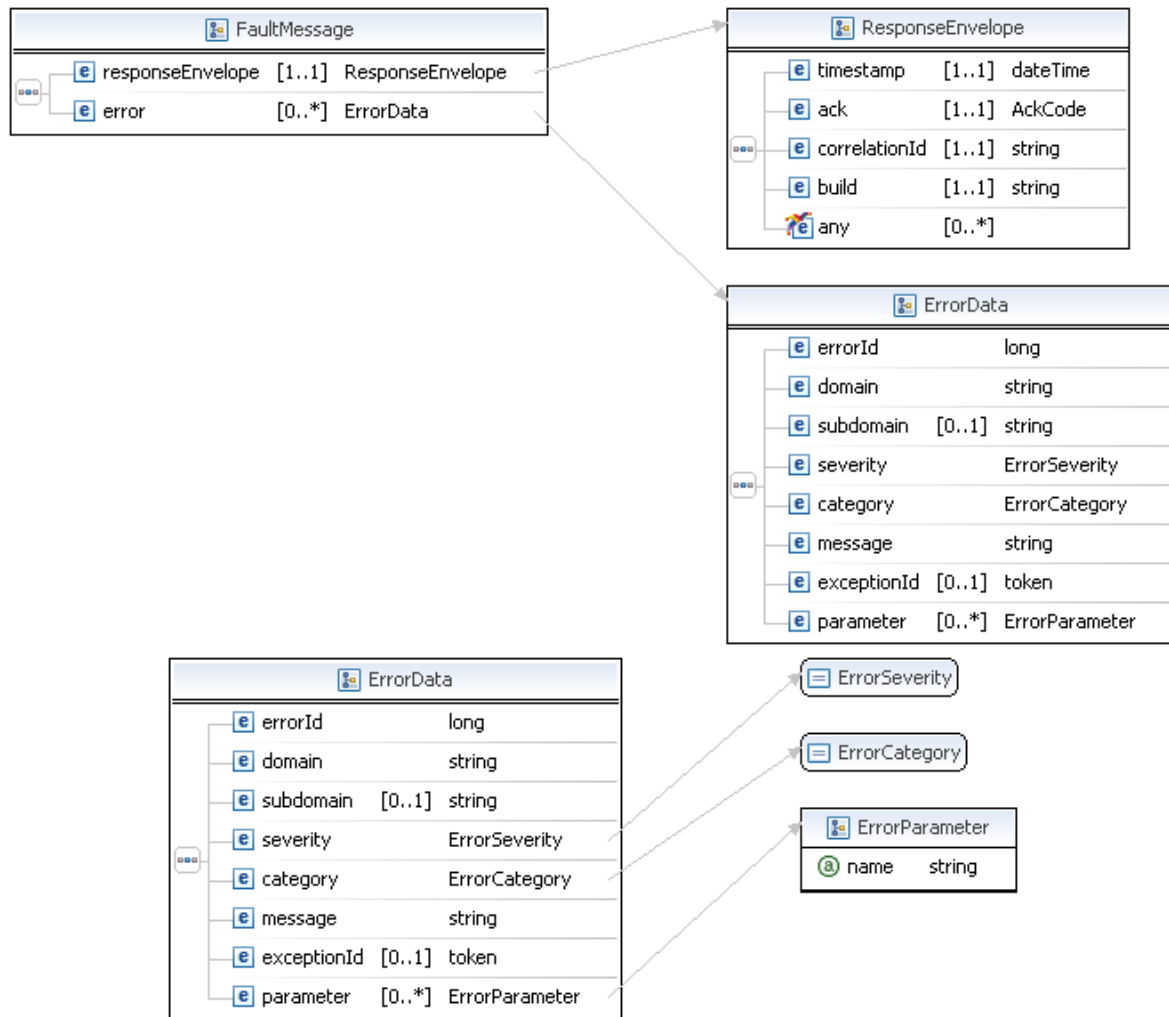 FaultMessage
responseEnvelope [1..1] ResponseEnvelope
error [0..*] ErrorData
ResponseEnvelope
timestamp [1..1] dateTime
ack [1..1] AckCode
correlationId [1..1] string
build [1..1] string
any [0..*]
ErrorData
errorId long
domain string
subdomain [0..1] string
severity ErrorSeverity
category ErrorCategory
message string
exceptionId [0..1] token
parameter [0..*] ErrorParameter
ErrorData
errorId long
domain string
subdomain [0..1] string
severity ErrorSeverity
category ErrorCategory
message string
exceptionId [0..1] token
parameter [0..*] ErrorParameter
ErrorSeverity
ErrorCategory
ErrorParameter
name string